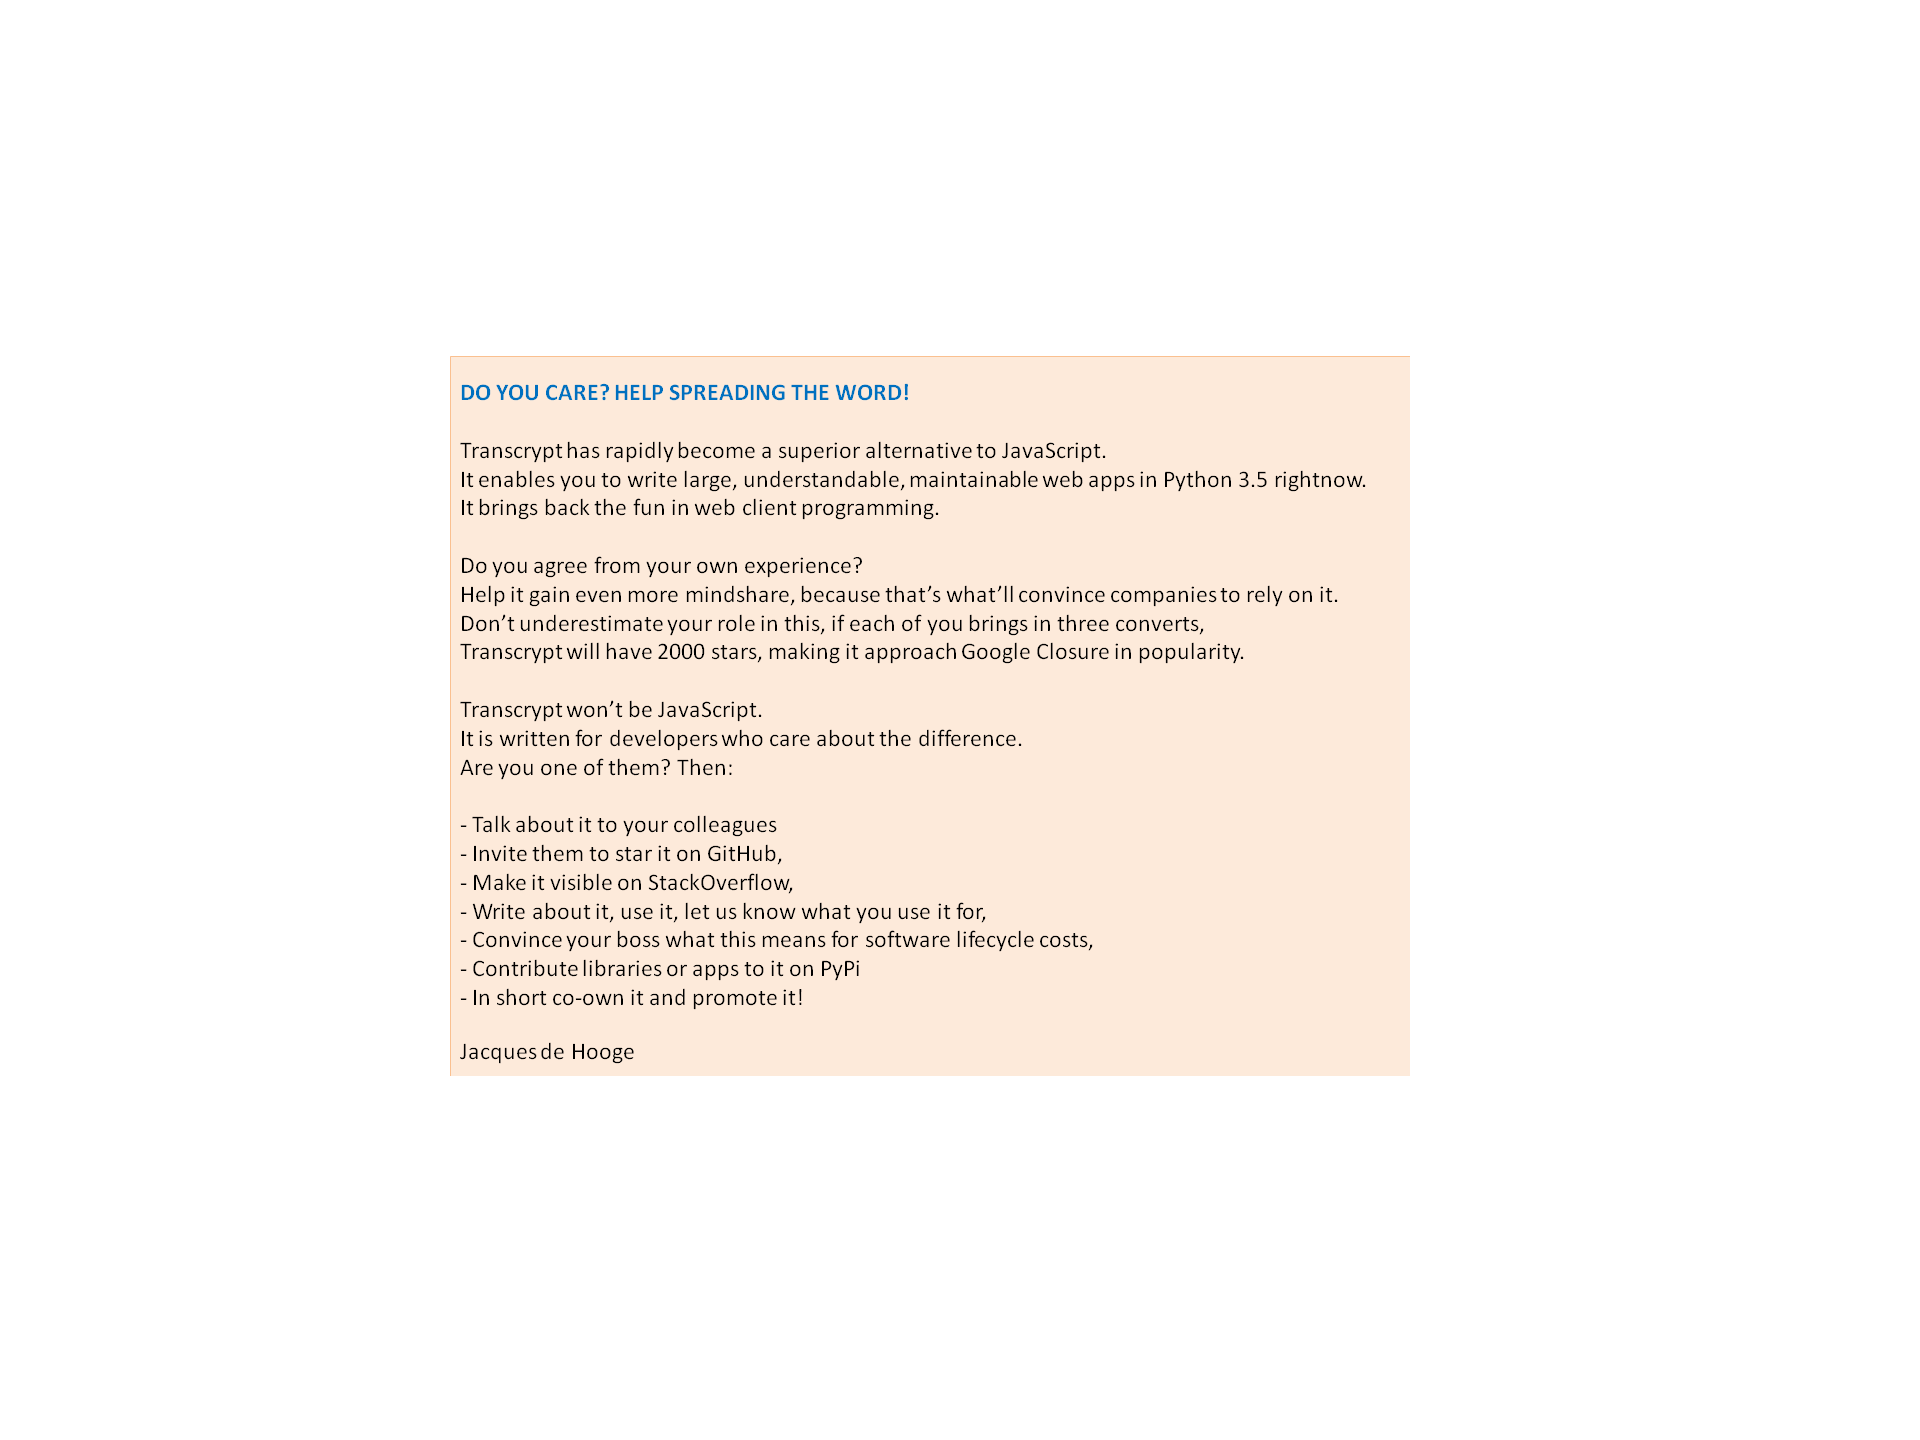 DO YOU CARE? HELP SPREADING THE WORD!
Transcrypt has rapidly become a superior alternative to JavaScript.
It enables you to write large, understandable, maintainable web apps in Python 3.5 rightnow.
It brings back the fun in web client programming.
Do you agree from your own experience?
Help it gain even more mindshare, because that’s what’ll convince companies to rely on it.
Don’t underestimate your role in this, if each of you brings in three converts,
Transcrypt will have 2000 stars, making it approach Google Closure in popularity.
Transcrypt won’t be JavaScript.
It is written for developers who care about the difference.
Are you one of them? Then:
- Talk about it to your colleagues
- Invite them to star it on GitHub,
- Make it visible on StackOverflow,
- Write about it, use it, let us know what you use it for,
- Convince your boss what this means for software lifecycle costs,
- Contribute libraries or apps to it on PyPi
- In short co-own it and promote it!
Jacques de Hooge